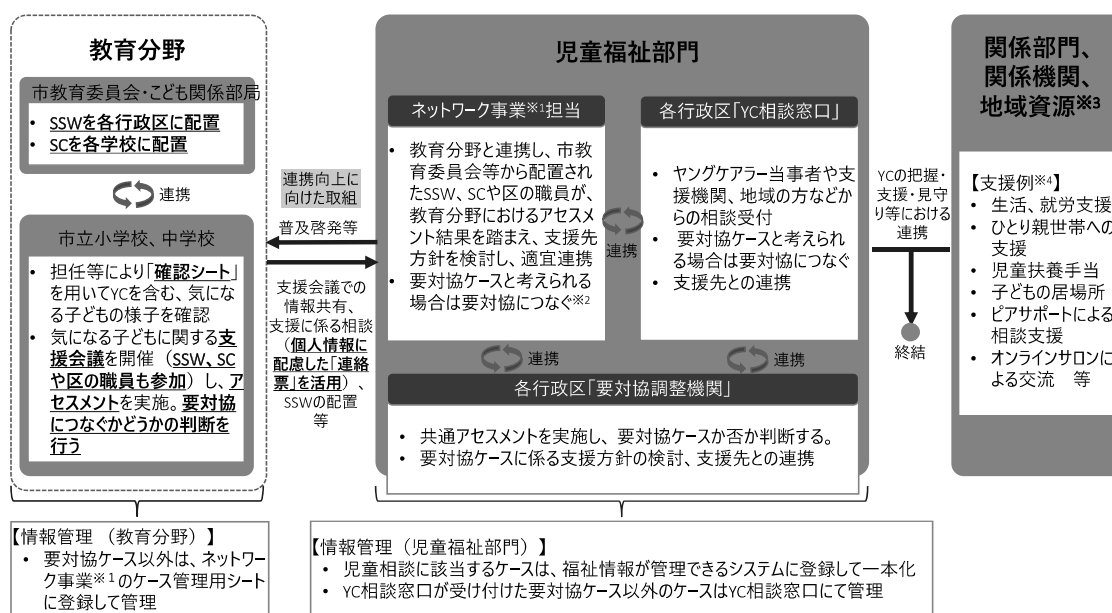 教育分野
市教育委員会・こども関係部局
• SSWを各行政区に配置
• SCを各学校に配置
連携
市立小学校、中学校
• 担任等により「確認シート」
を用いてYCを含む、気にな
る子どもの様子を確認
• 気になる子どもに関する支
援会議を開催（SSW、SC
や区の職員も参加）し、ア
セスメントを実施。要対協
につなぐかどうかの判断を
行う
連携向上に
向けた取組
普及啓発等
支援会議での
情報共有、
支援に係る相談
（個人情報に
配慮した「連絡
票」を活用）、
SSWの配置
等
児童福祉部門
ネットワーク事業※1担当
• 教育分野と連携し、市教
育委員会等から配置され
たSSW、SCや区の職員が、
教育分野におけるアセスメ
ント結果を踏まえ、支援先
方針を検討し、適宜連携
• 要対協ケースと考えられる
場合は要対協につなぐ※2
連携
各行政区「YC相談窓口」
• ヤングケアラー当事者や支
援機関、地域の方などか
らの相談受付
• 要対協ケースと考えられ
る場合は要対協につなぐ
• 支援先との連携
連携
連携
各行政区「要対協調整機関」
• 共通アセスメントを実施し、要対協ケースか否か判断する。
• 要対協ケースに係る支援方針の検討、支援先との連携
YCの把握・
支援・見守
り等における
連携
終結
関係部門、
関係機関、
地域資源※3
【支援例※4】
• 生活、就労支援
• ひとり親世帯への
支援
• 児童扶養手当
• 子どもの居場所
• ピアサポートによる
相談支援
• オンラインサロンに
よる交流　等
【情報管理（教育分野）】
• 要対協ケース以外は、ネットワー
ク事業※1のケース管理用シート
に登録して管理
【情報管理（児童福祉部門）】
• 児童相談に該当するケースは、福祉情報が管理できるシステムに登録して一本化
• YC相談窓口が受け付けた要対協ケース以外のケースはYC相談窓口にて管理